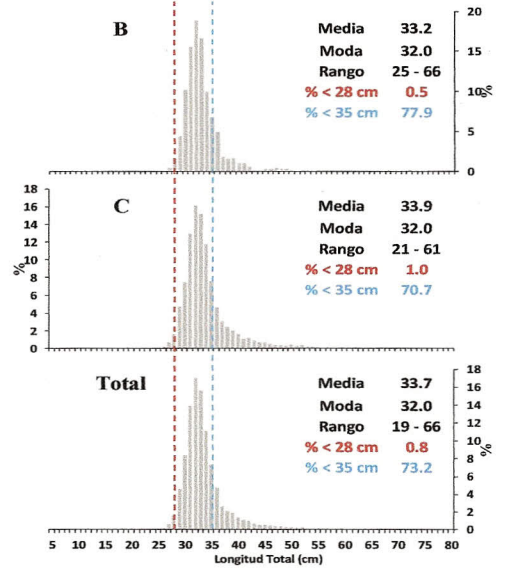 B
Media 33.2
Moda 32.0
Rango 25 - 66
% < 28 cm 0.5
% < 35 cm 77.9
20
15
10
5
0
%
C
Media 33.9
Moda 32.0
Rango 21 - 61
% < 28 cm 1.0
% < 35 cm 70.7
18
16
14
12
10
8
6
4
2
0
%
Total
Media 33.7
Moda 32.0
Rango 19 - 66
% < 28 cm 0.8
% < 35 cm 73.2
18
16
14
12
10
8
6
4
2
0
%
5 10 15 20 25 30 35 40 45 50 55 60 65 70 75 80
Longitud Total (cm)